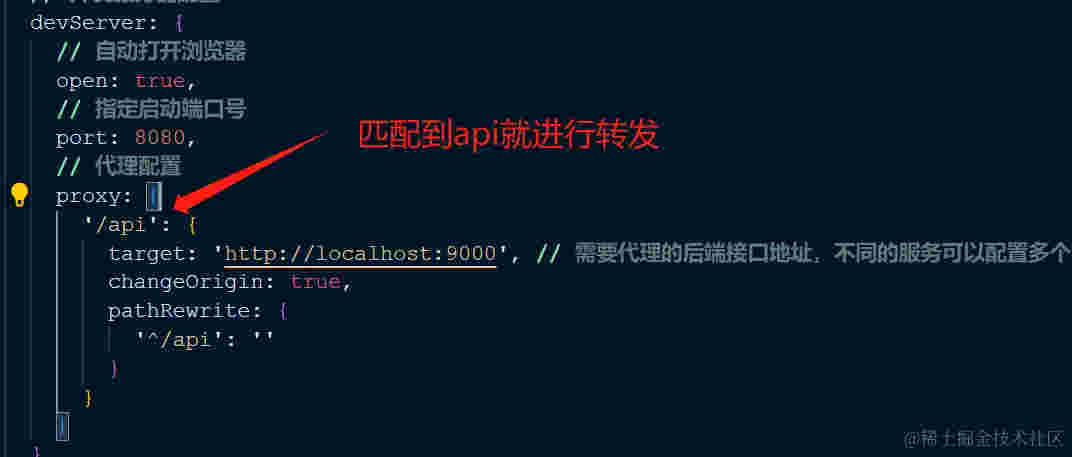 devServer: {
// 自动打开浏览器
open: true,
// 指定启动端口号
port: 8080,
匹配到api就进行转发
// 代理配置
proxy: {
'/api': {
target: 'http://localhost:9000', // 需要代理的后端接口地址，不同的服务可以配置多个
changeOrigin: true,
pathRewrite: {
'^/api': ''
}
}
}
@稀土掘金技术社区